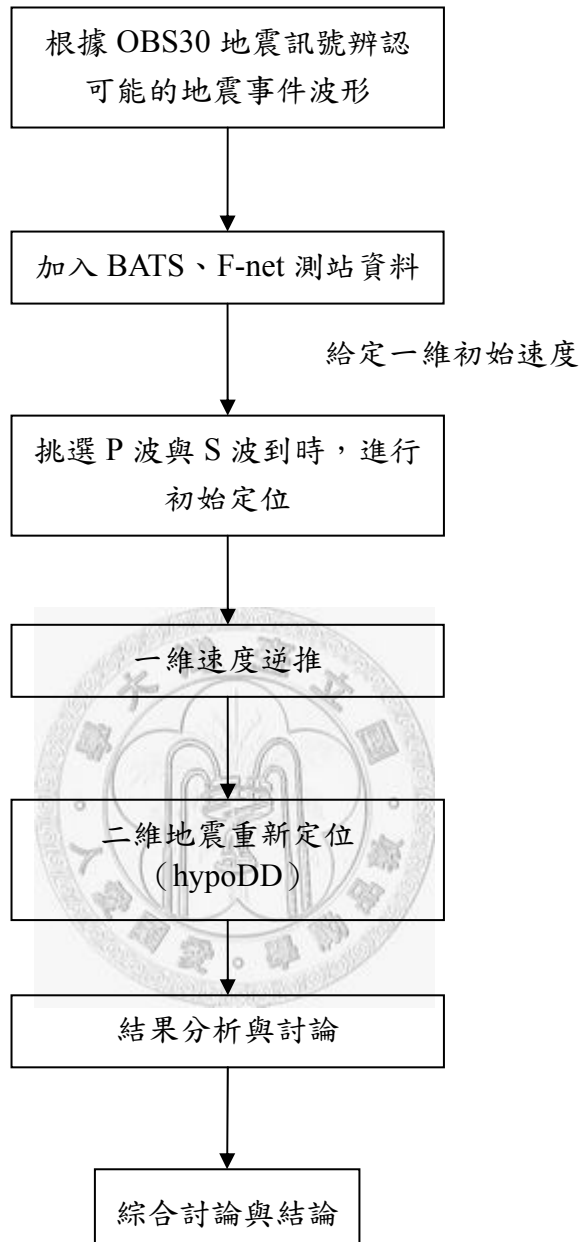 根據 OBS30 地震訊號辨認
可能的地震事件波形
加入 BATS、F-net 測站資料
給定一維初始速度
挑選 P 波與 S 波到時，進行
初始定位
一維速度逆推
二維地震重新定位
（hypoDD）
結果分析與討論
綜合討論與結論